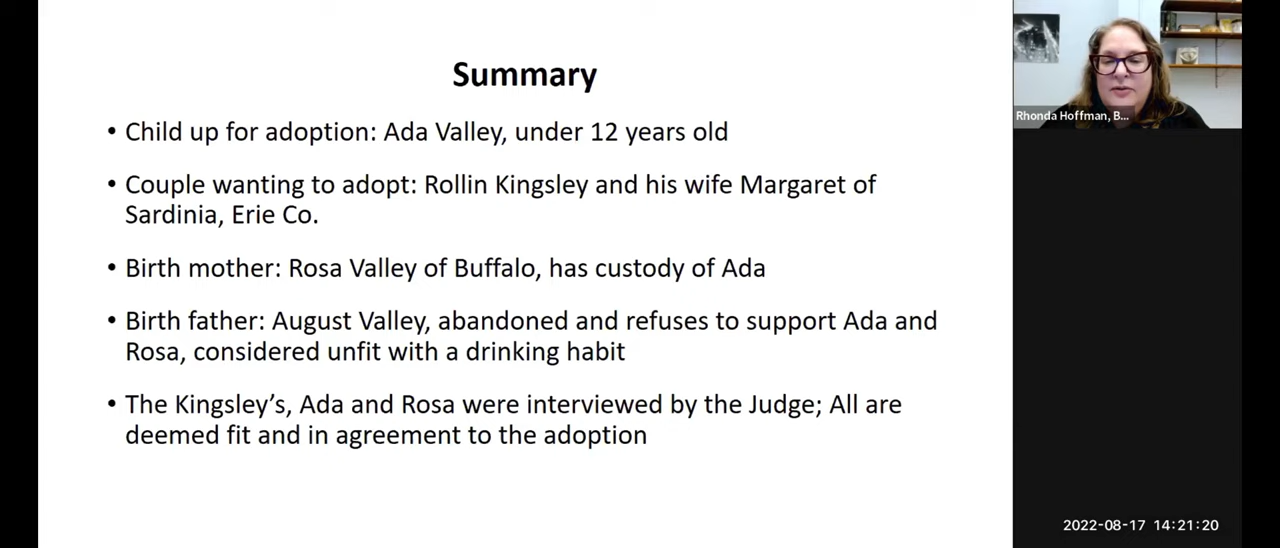 Summary
• Child up for adoption: Ada Valley, under 12 years old
• Couple wanting to adopt: Rollin Kingsley and his wife Margaret of
Sardinia, Erie Co.
• Birth mother: Rosa Valley of Buffalo, has custody of Ada
• Birth father: August Valley, abandoned and refuses to support Ada and
Rosa, considered unfit with a drinking habit
• The Kingsley’s, Ada and Rosa were interviewed by the Judge; All are
deemed fit and in agreement to the adoption
Rhonda Hoffman, B...
2022-08-17 14:21:20